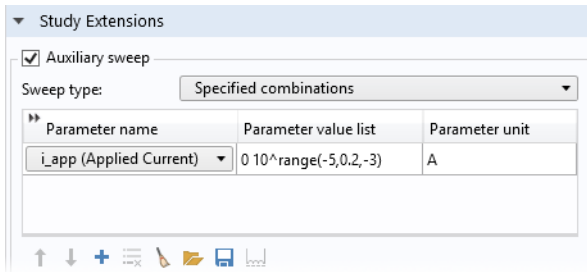 Study Extensions
Auxiliary sweep
Sweep type: Specified combinations
Parameter name Parameter value list Parameter unit
i_app (Applied Current) 0 10^range(-5,0.2,-3) A